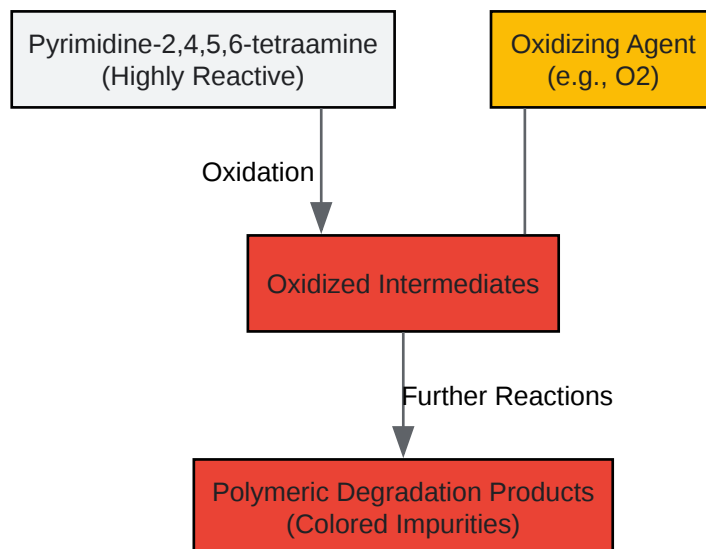 Pyrimidine-2,4,5,6-tetraamine
(Highly Reactive)
Oxidizing Agent
(e.g., O2)
Oxidation
Oxidized Intermediates
Further Reactions
Polymeric Degradation Products
(Colored Impurities)